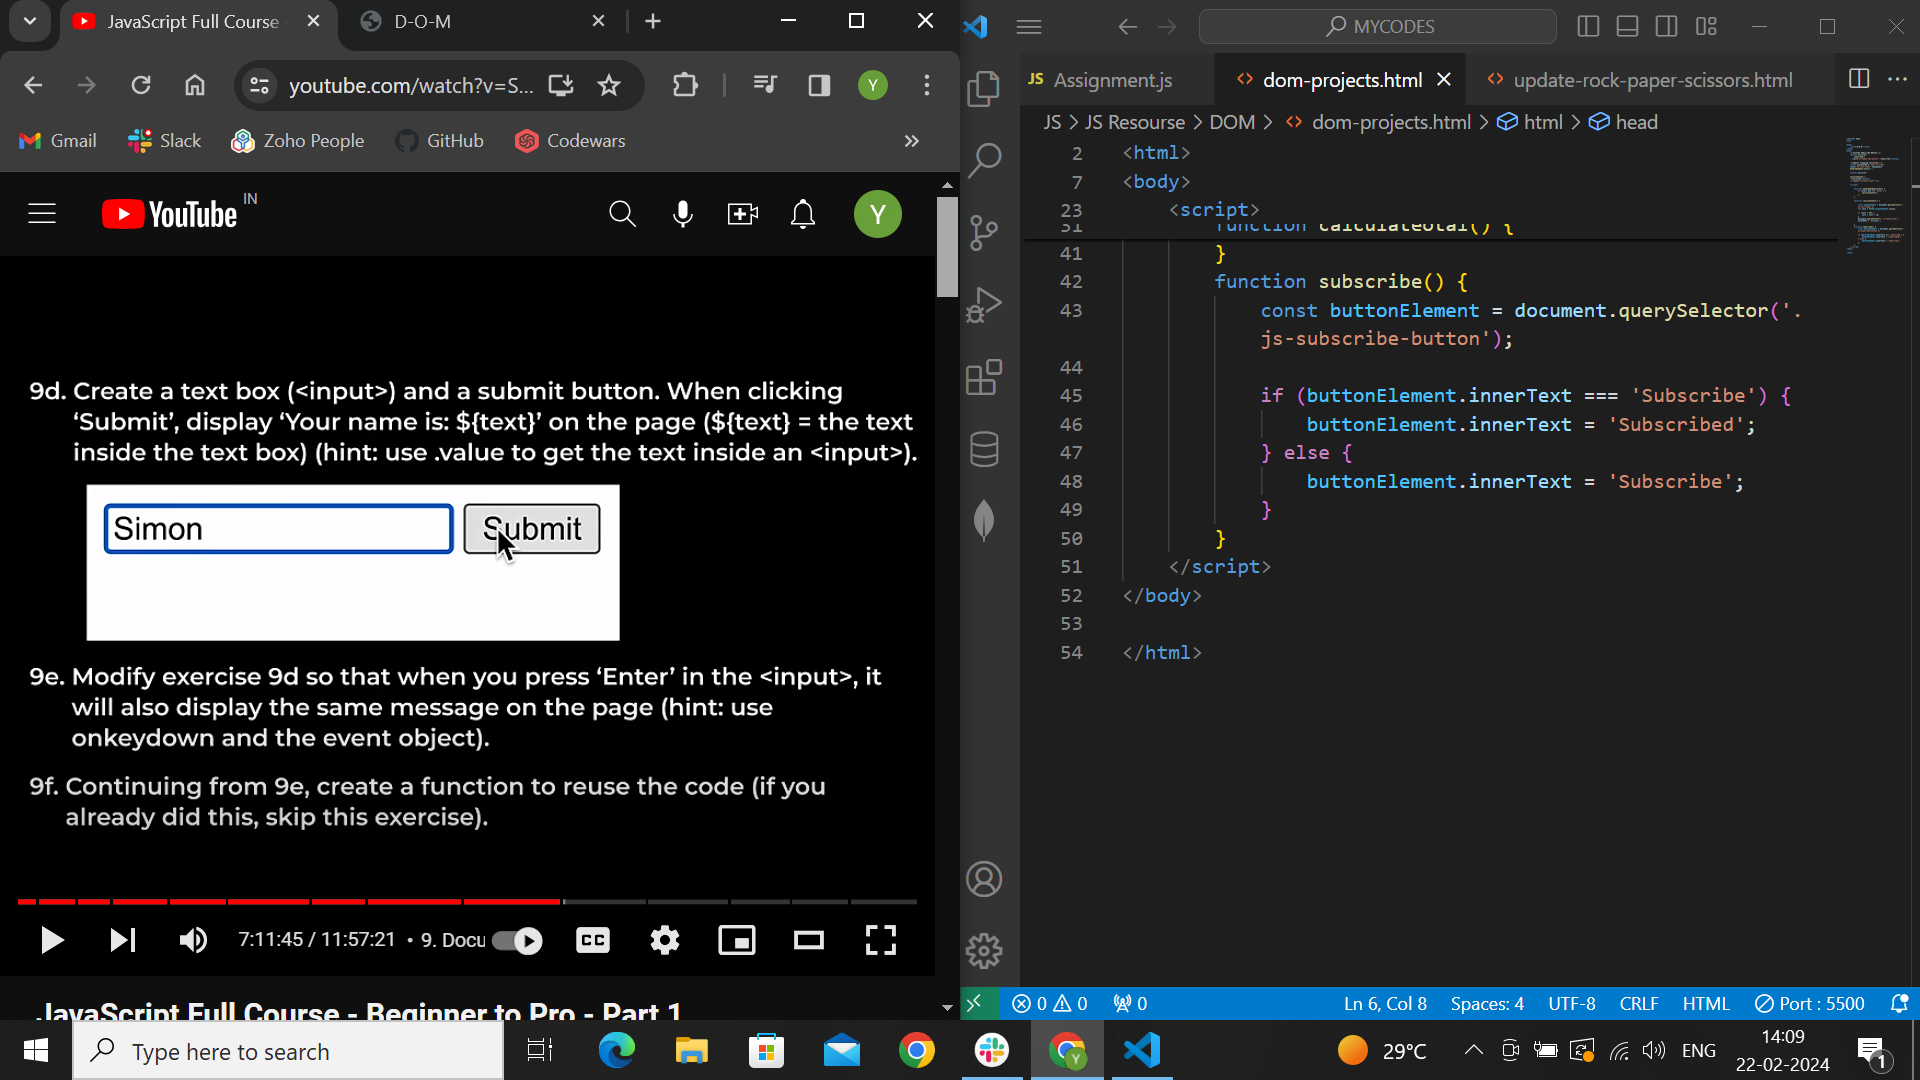 JavaScript Full Course
D-O-M
youtube.com/watch?v=S...
Y
Gmail
Slack
Zoho People
GitHub
Codewars
YouTube
IN
Y
9d. Create a text box (<input>) and a submit button. When clicking
‘Submit’, display ‘Your name is: ${text}’ on the page (${text} = the text
inside the text box) (hint: use .value to get the text inside an <input>).
Simon
Submit
9e. Modify exercise 9d so that when you press ‘Enter’ in the <input>, it
will also display the same message on the page (hint: use
onkeydown and the event object).
9f. Continuing from 9e, create a function to reuse the code (if you
already did this, skip this exercise).
7:11:45 / 11:57:21 • 9. Docu
CC
JavaScript Full Course - Beginner to Pro - Part 1
MYCODES
JS Assignment.js
dom-projects.html
update-rock-paper-scissors.html
JS > JS Resourse > DOM > dom-projects.html > html > head
2 <html>
7 <body>
23 <script>
31 function calculateotal() {
41 }
42 function subscribe() {
43 const buttonElement = document.querySelector('.
js-subscribe-button');
44
45 if (buttonElement.innerText === 'Subscribe') {
46 buttonElement.innerText = 'Subscribed';
47 } else {
48 buttonElement.innerText = 'Subscribe';
49 }
50 }
51 </script>
52 </body>
53
54 </html>
0 0 0 Ln 6, Col 8 Spaces: 4 UTF-8 CRLF HTML Port : 5500
Type here to search
Y
29°C
ENG
14:09
22-02-2024
1